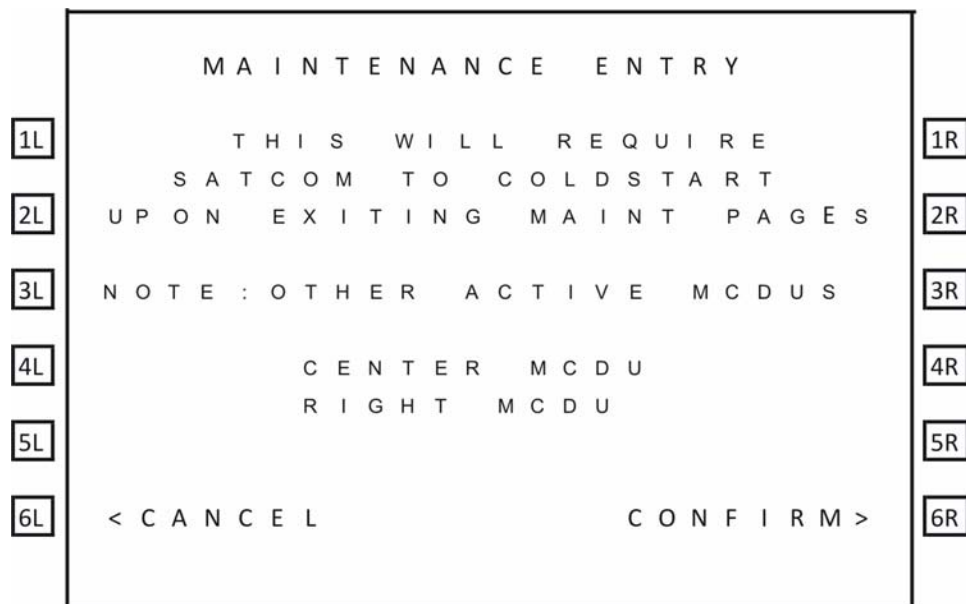 MAINTENANCE ENTRY
1L THIS WILL REQUIRE 1R
SATCOM TO COLDSTART
2L UPON EXITING MAINT PAGES 2R
3L NOTE:OTHER ACTIVE MCDUS 3R
4L CENTER MCDU 4R
RIGHT MCDU
5L 5R
6L <CANCEL CONFIRM> 6R